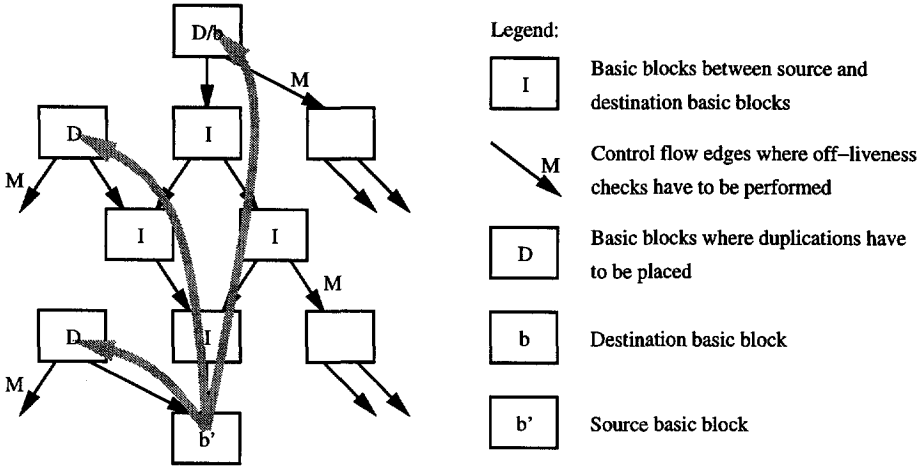 D/b
M
D
I
M
I
I
M
D
I
M
b'
Legend:
I
Basic blocks between source and
destination basic blocks
M
Control flow edges where off-liveness
checks have to be performed
D
Basic blocks where duplications have
to be placed
b
Destination basic block
b'
Source basic block